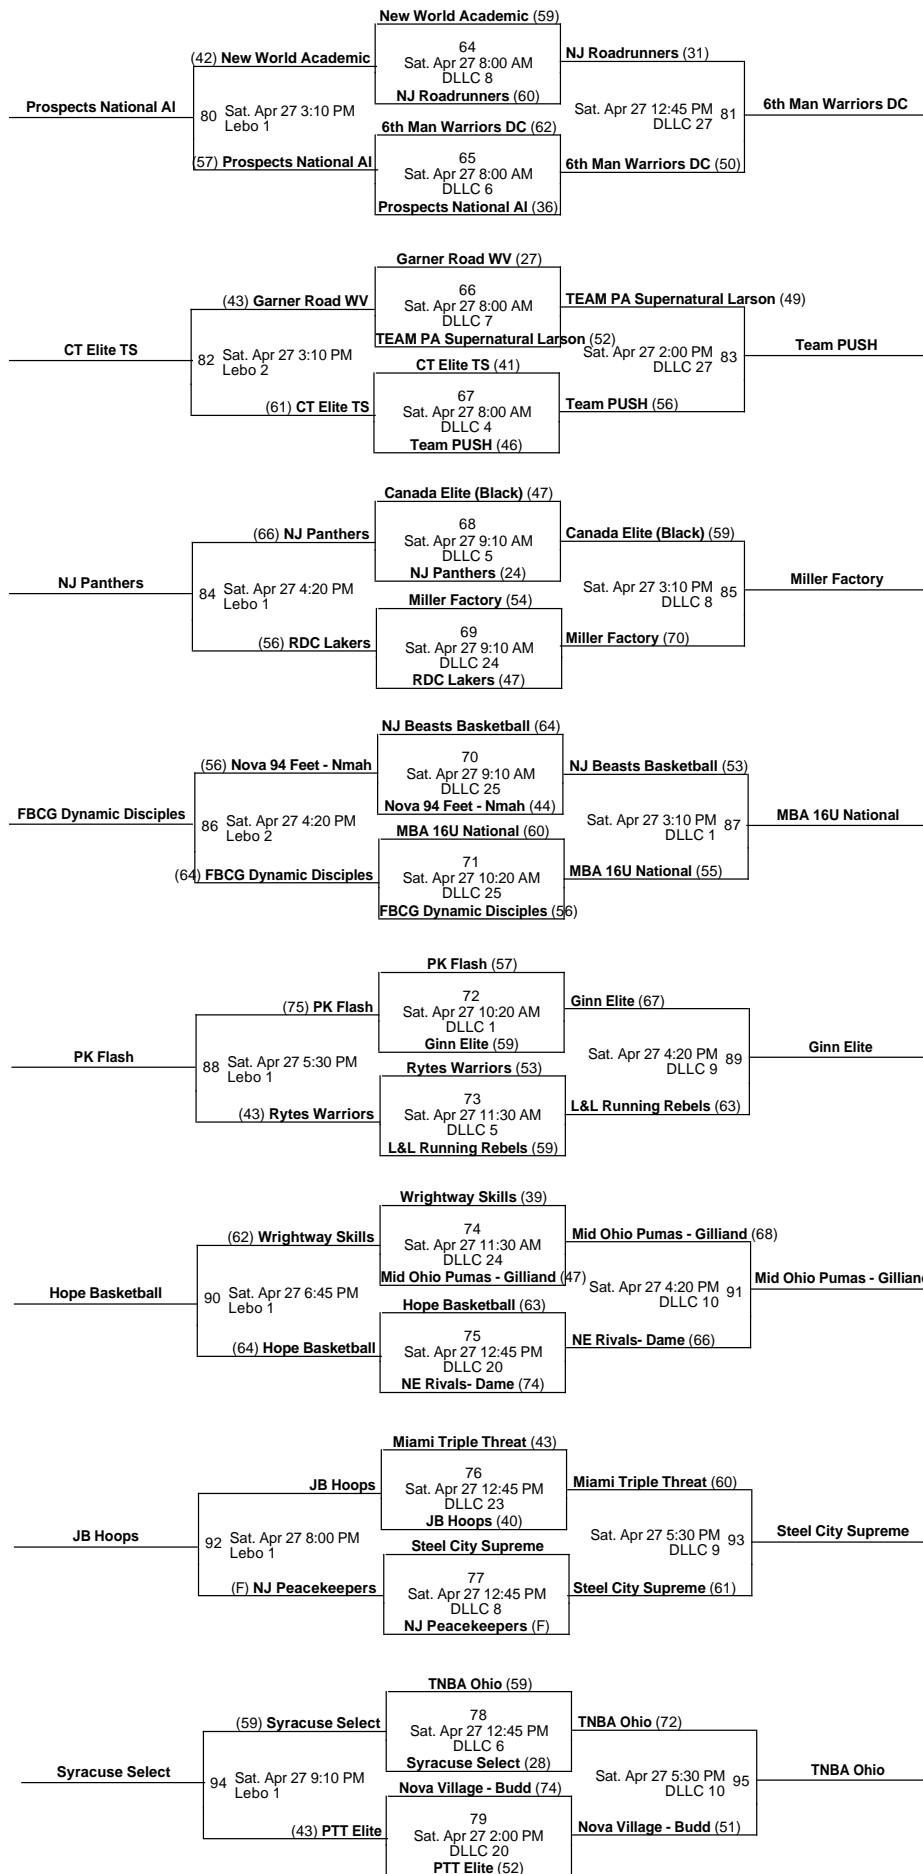 New World Academic (59)
64
Sat. Apr 27 8:00 AM
DLLC 8
NJ Roadrunners (60)
(42) New World Academic
NJ Roadrunners (31)
Prospects National AI
80 Sat. Apr 27 3:10 PM
Lebo 1
Sat. Apr 27 12:45 PM 81
DLLC 27
6th Man Warriors DC
6th Man Warriors DC (62)
65
Sat. Apr 27 8:00 AM
DLLC 6
Prospects National AI (36)
(57) Prospects National AI
6th Man Warriors DC (50)
Garner Road WV (27)
66
Sat. Apr 27 8:00 AM
DLLC 7
TEAM PA Supernatural Larson (52)
(43) Garner Road WV
TEAM PA Supernatural Larson (49)
CT Elite TS
82 Sat. Apr 27 3:10 PM
Lebo 2
Sat. Apr 27 2:00 PM 83
DLLC 27
Team PUSH
CT Elite TS (41)
67
Sat. Apr 27 8:00 AM
DLLC 4
Team PUSH (46)
(61) CT Elite TS
Team PUSH (56)
Canada Elite (Black) (47)
68
Sat. Apr 27 9:10 AM
DLLC 5
NJ Panthers (24)
(66) NJ Panthers
Canada Elite (Black) (59)
NJ Panthers
84 Sat. Apr 27 4:20 PM
Lebo 1
Sat. Apr 27 3:10 PM 85
DLLC 8
Miller Factory
Miller Factory (54)
69
Sat. Apr 27 9:10 AM
DLLC 24
RDC Lakers (47)
(56) RDC Lakers
Miller Factory (70)
NJ Beasts Basketball (64)
70
Sat. Apr 27 9:10 AM
DLLC 25
Nova 94 Feet - Nmah (44)
(56) Nova 94 Feet - Nmah
NJ Beasts Basketball (53)
FBCG Dynamic Disciples
86 Sat. Apr 27 4:20 PM
Lebo 2
Sat. Apr 27 3:10 PM 87
DLLC 1
MBA 16U National
MBA 16U National (60)
71
Sat. Apr 27 10:20 AM
DLLC 25
FBCG Dynamic Disciples (56)
(64) FBCG Dynamic Disciples
MBA 16U National (55)
PK Flash (57)
72
Sat. Apr 27 10:20 AM
DLLC 1
Ginn Elite (59)
(75) PK Flash
Ginn Elite (67)
PK Flash
88 Sat. Apr 27 5:30 PM
Lebo 1
Sat. Apr 27 4:20 PM 89
DLLC 9
Ginn Elite
Rytes Warriors (53)
73
Sat. Apr 27 11:30 AM
DLLC 5
L&L Running Rebels (59)
(43) Rytes Warriors
L&L Running Rebels (63)
Wrightway Skills (39)
74
Sat. Apr 27 11:30 AM
DLLC 24
Mid Ohio Pumas - Gilliand (47)
(62) Wrightway Skills
Mid Ohio Pumas - Gilliand (68)
Hope Basketball
90 Sat. Apr 27 6:45 PM
Lebo 1
Sat. Apr 27 4:20 PM 91
DLLC 10
Mid Ohio Pumas - Gilliand
Hope Basketball (63)
75
Sat. Apr 27 12:45 PM
DLLC 20
NE Rivals- Dame (74)
(64) Hope Basketball
NE Rivals- Dame (66)
Miami Triple Threat (43)
76
Sat. Apr 27 12:45 PM
DLLC 23
JB Hoops (40)
JB Hoops
Miami Triple Threat (60)
JB Hoops
92 Sat. Apr 27 8:00 PM
Lebo 1
Sat. Apr 27 5:30 PM 93
DLLC 9
Steel City Supreme
Steel City Supreme
77
Sat. Apr 27 12:45 PM
DLLC 8
NJ Peacekeepers (F)
(F) NJ Peacekeepers
Steel City Supreme (61)
TNBA Ohio (59)
78
Sat. Apr 27 12:45 PM
DLLC 6
Syracuse Select (28)
(59) Syracuse Select
TNBA Ohio (72)
Syracuse Select
94 Sat. Apr 27 9:10 PM
Lebo 1
Sat. Apr 27 5:30 PM 95
DLLC 10
TNBA Ohio
Nova Village - Budd (74)
79
Sat. Apr 27 2:00 PM
DLLC 20
PTT Elite (52)
(43) PTT Elite
Nova Village - Budd (51)